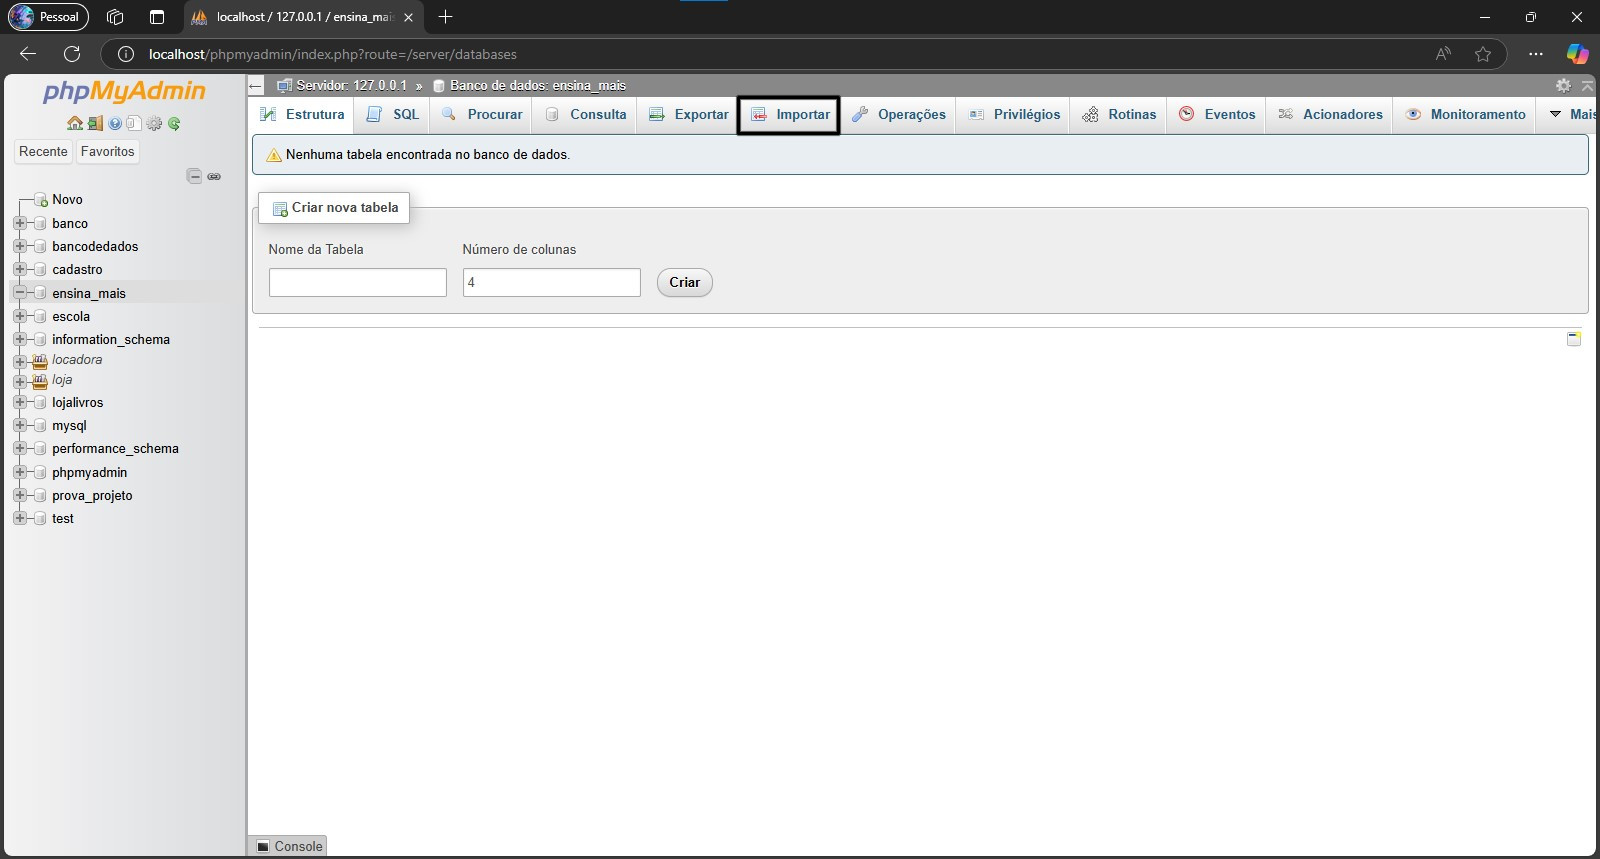 Pessoal
localhost / 127.0.0.1 / ensina_mais
localhost/phpmyadmin/index.php?route=/server/databases
phpMyAdmin
Recente Favoritos
Novo
banco
bancodedados
cadastro
ensina_mais
escola
information_schema
locadora
loja
lojalivros
mysql
performance_schema
phpmyadmin
prova_projeto
test
Servidor: 127.0.0.1 » Banco de dados: ensina_mais
Estrutura SQL Procurar Consulta Exportar Importar Operações Privilégios Rotinas Eventos Acionadores Monitoramento Mais
Nenhuma tabela encontrada no banco de dados.
Criar nova tabela
Nome da Tabela Número de colunas
4 Criar
Console